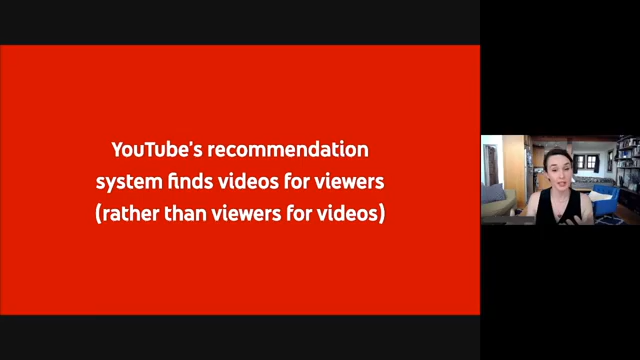 YouTube's recommendation
system finds videos for viewers
(rather than viewers for videos)